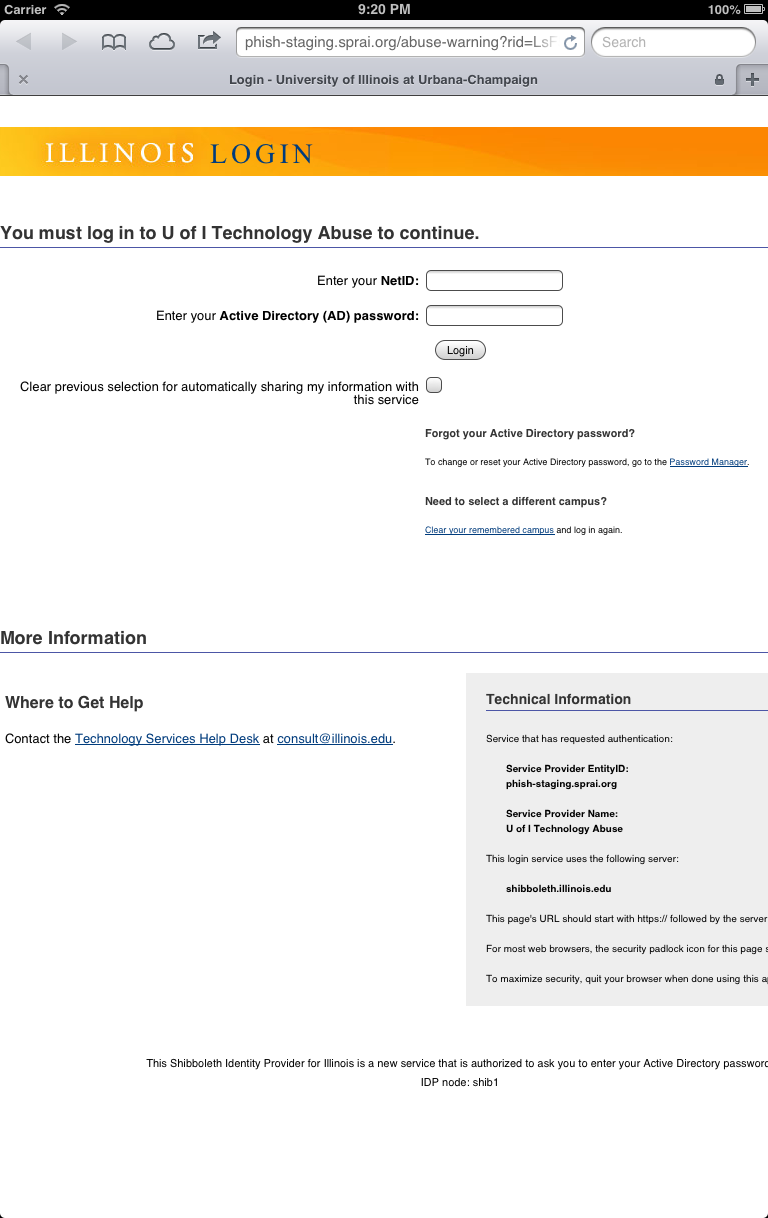 Carrier 9:20 PM 100%
phish-staging.sprai.org/abuse-warning?rid=LsF Search
Login - University of Illinois at Urbana-Champaign
ILLINOIS LOGIN
You must log in to U of I Technology Abuse to continue.
Enter your NetID:
Enter your Active Directory (AD) password:
Login
Clear previous selection for automatically sharing my information with
this service
Forgot your Active Directory password?
To change or reset your Active Directory password, go to the Password Manager.
Need to select a different campus?
Clear your remembered campus and log in again.
More Information
Where to Get Help
Contact the Technology Services Help Desk at consult@illinois.edu.
Technical Information
Service that has requested authentication:
Service Provider EntityID:
phish-staging.sprai.org
Service Provider Name:
U of I Technology Abuse
This login service uses the following server:
shibboleth.illinois.edu
This page's URL should start with https:// followed by the server
For most web browsers, the security padlock icon for this page s
To maximize security, quit your browser when done using this a
This Shibboleth Identity Provider for Illinois is a new service that is authorized to ask you to enter your Active Directory password
IDP node: shib1